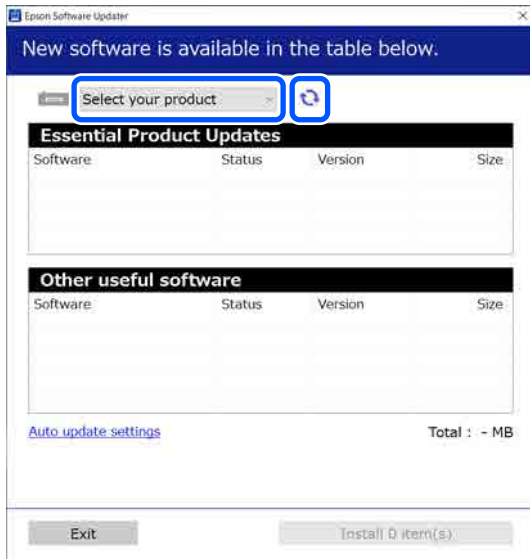 Epson Software Updater
New software is available in the table below.
Select your product
Essential Product Updates
Software Status Version Size
Other useful software
Software Status Version Size
Auto update settings Total : - MB
Exit Install 0 item(s)